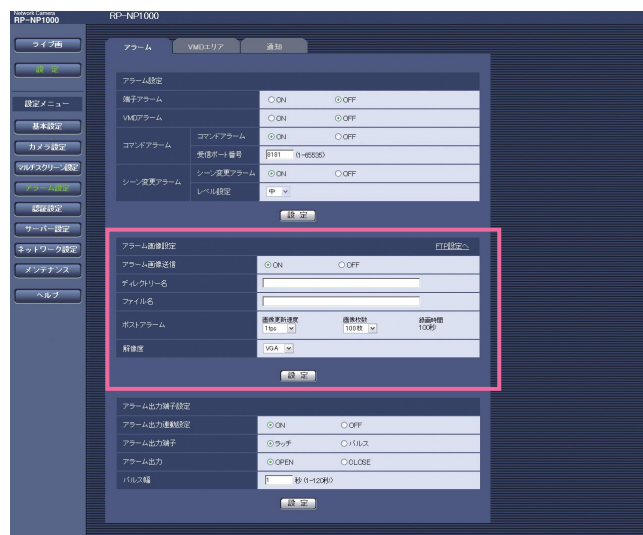 Network Camera
RP-NP1000
RP-NP1000
ライブ画
設 定
設定メニュー
基本設定
カメラ設定
マルチスクリーン設定
アラーム設定
認証設定
サーバー設定
ネットワーク設定
メンテナンス
ヘルプ
アラーム
VMDエリア
通知
アラーム設定
端子アラーム
ON
OFF
VMDアラーム
ON
OFF
コマンドアラーム
コマンドアラーム
ON
OFF
受信ポート番号
8181 (1-65535)
シーン変更アラーム
シーン変更アラーム
ON
OFF
レベル設定
中
設 定
アラーム画像設定
FTP設定へ
アラーム画像送信
ON
OFF
ディレクトリー名
ファイル名
ポストアラーム
画像更新速度
1fps
画像枚数
100枚
録画時間
100秒
解像度
VGA
設 定
アラーム出力端子設定
アラーム出力連動設定
ON
OFF
アラーム出力端子
ラッチ
パルス
アラーム出力
OPEN
CLOSE
パルス幅
1 秒(1-120秒)
設 定